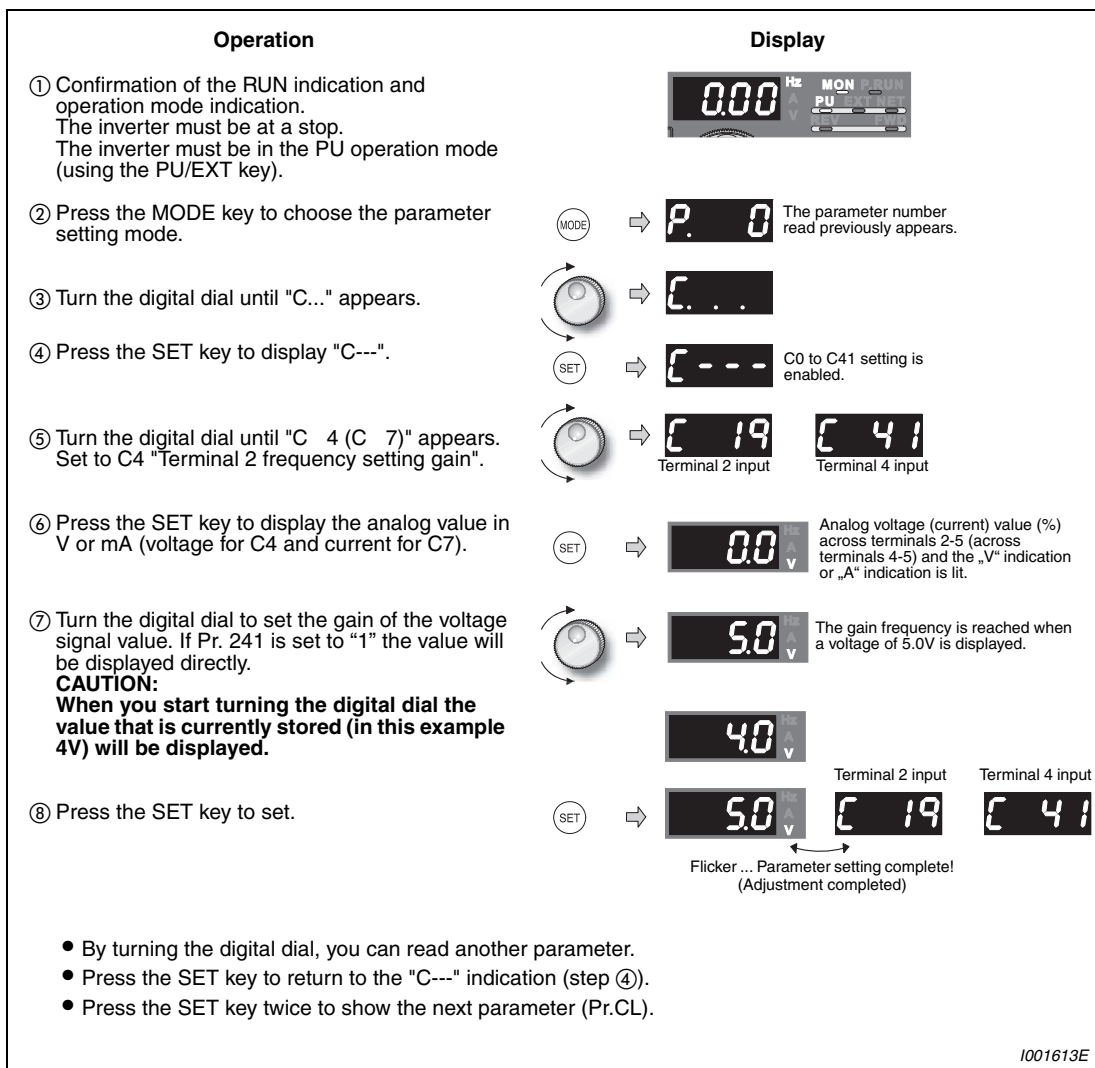 Operation
Display
① Confirmation of the RUN indication and
operation mode indication.
The inverter must be at a stop.
The inverter must be in the PU operation mode
(using the PU/EXT key).
0.00
Hz
A
V
MON P.RUN
PU EXT NET
REV FWD
② Press the MODE key to choose the parameter
setting mode.
MODE
P. 0
The parameter number
read previously appears.
③ Turn the digital dial until "C..." appears.
C. . .
④ Press the SET key to display "C---".
SET
C - - -
C0 to C41 setting is
enabled.
⑤ Turn the digital dial until "C 4 (C 7)" appears.
Set to C4 "Terminal 2 frequency setting gain".
C 19
C 41
Terminal 2 input
Terminal 4 input
⑥ Press the SET key to display the analog value in
V or mA (voltage for C4 and current for C7).
SET
0.0
Hz
A
V
Analog voltage (current) value (%)
across terminals 2-5 (across
terminals 4-5) and the „V“ indication
or „A“ indication is lit.
⑦ Turn the digital dial to set the gain of the voltage
signal value. If Pr. 241 is set to “1” the value will
be displayed directly.
CAUTION:
When you start turning the digital dial the
value that is currently stored (in this example
4V) will be displayed.
5.0
Hz
A
V
The gain frequency is reached when
a voltage of 5.0V is displayed.
4.0
Hz
A
V
⑧ Press the SET key to set.
SET
5.0
Hz
A
V
Terminal 2 input
Terminal 4 input
C 19
C 41
Flicker ... Parameter setting complete!
(Adjustment completed)
● By turning the digital dial, you can read another parameter.
● Press the SET key to return to the "C---" indication (step ④).
● Press the SET key twice to show the next parameter (Pr.CL).
I001613E